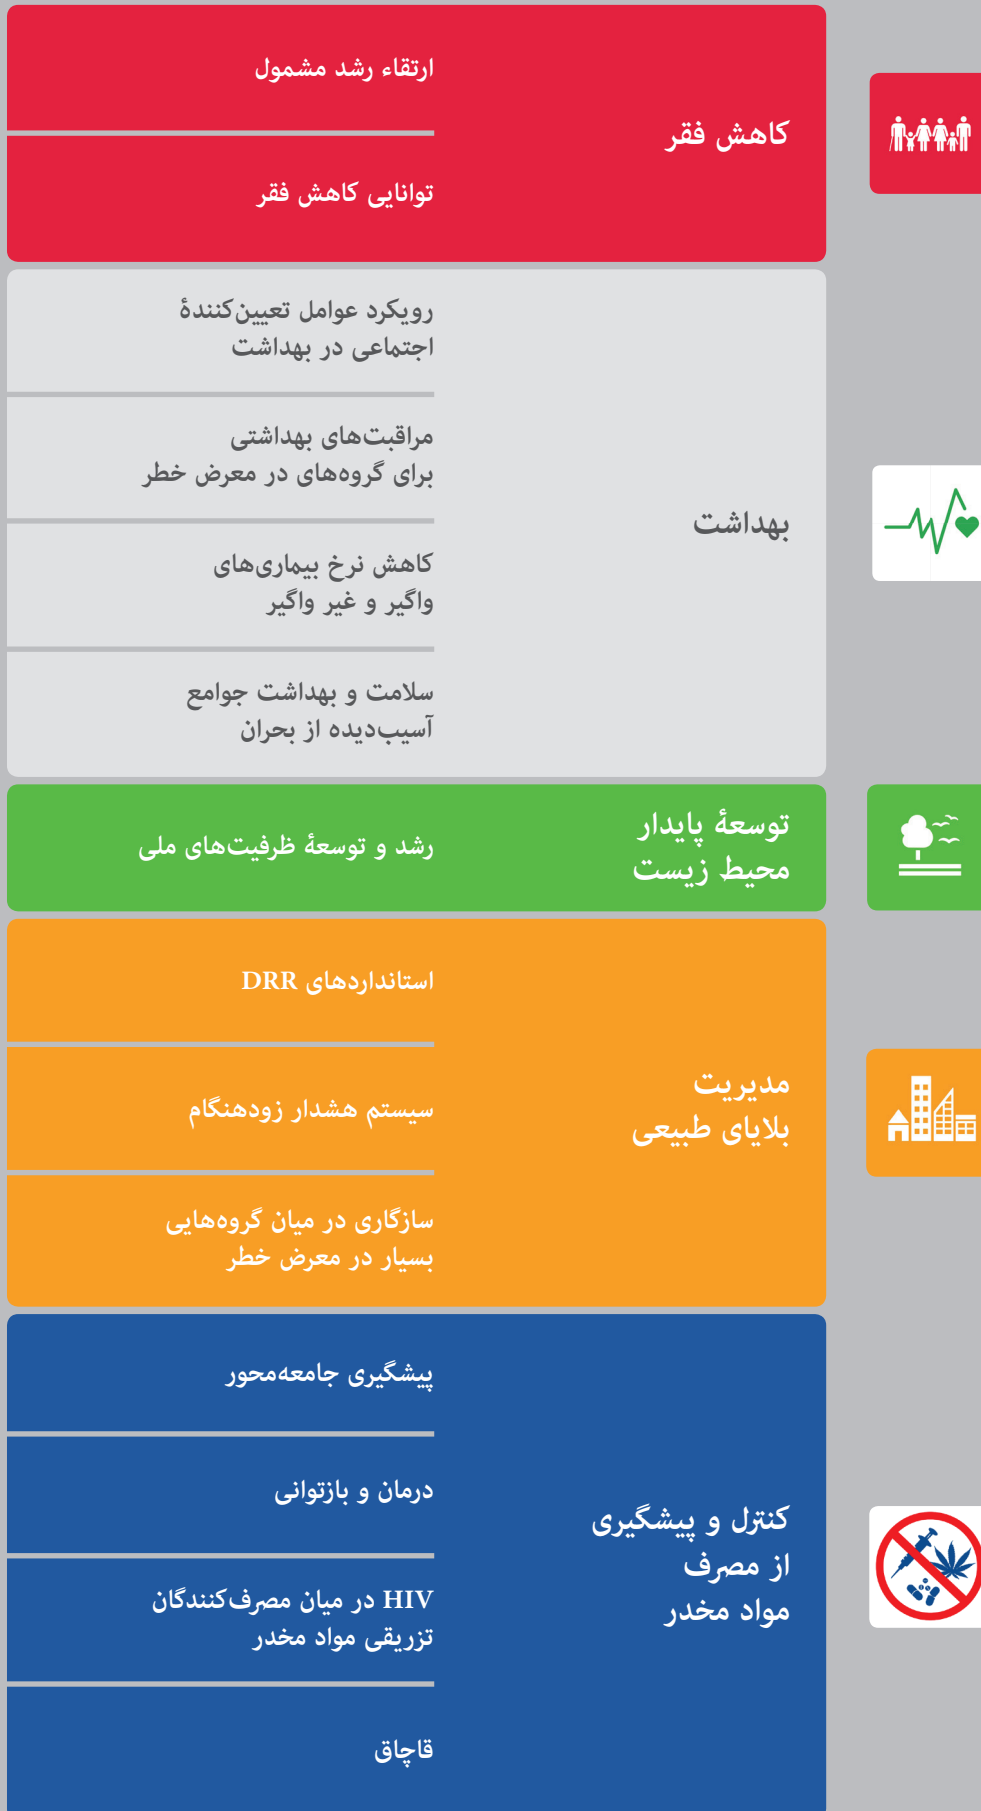 کاهش فقر
ارتقاء رشد مشمول
توانایی کاهش فقر
بهداشت
رویکرد عوامل تعیین‌کنندهٔ
اجتماعی در بهداشت
مراقبت‌های بهداشتی
برای گروه‌های در معرض خطر
کاهش نرخ بیماری‌های
واگیر و غیر واگیر
سلامت و بهداشت جوامع
آسیب‌دیده از بحران
توسعهٔ پایدار
محیط زیست
رشد و توسعهٔ ظرفیت‌های ملی
مدیریت
بلایای طبیعی
استانداردهای DRR
سیستم هشدار زودهنگام
سازگاری در میان گروه‌هایی
بسیار در معرض خطر
کنترل و پیشگیری
از مصرف
مواد مخدر
پیشگیری جامعه‌محور
درمان و بازتوانی
HIV در میان مصرف‌کنندگان
تزریقی مواد مخدر
قاچاق